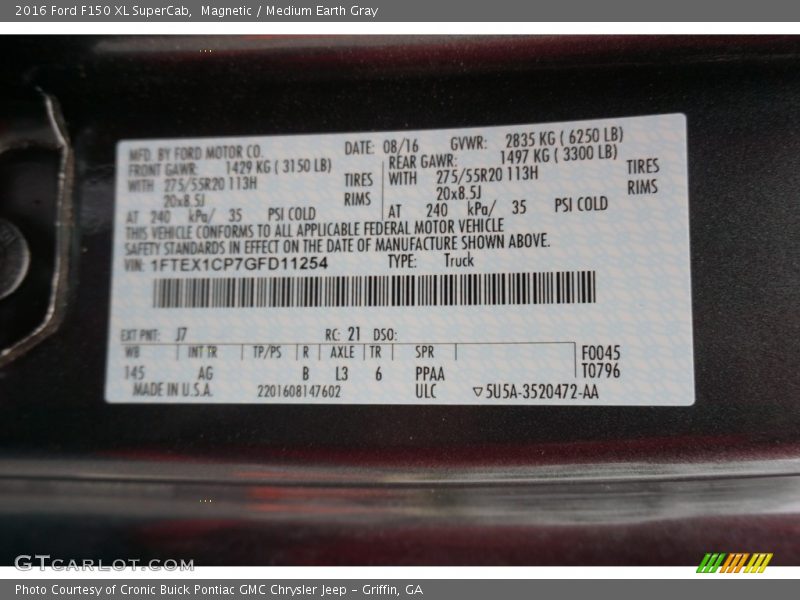 2016 Ford F150 XL SuperCab,  Magnetic / Medium Earth Gray
MFD. BY FORD MOTOR CO. DATE: 08/16 GVWR: 2835 KG ( 6250 LB)
FRONT GAWR: 1429 KG ( 3150 LB) REAR GAWR: 1497 KG ( 3300 LB)
WITH 275/55R20 113H TIRES WITH 275/55R20 113H TIRES
20x8.5J RIMS 20x8.5J RIMS
AT 240 kPa/ 35 PSI COLD AT 240 kPa/ 35 PSI COLD
THIS VEHICLE CONFORMS TO ALL APPLICABLE FEDERAL MOTOR VEHICLE
SAFETY STANDARDS IN EFFECT ON THE DATE OF MANUFACTURE SHOWN ABOVE.
VIN: 1FTEX1CP7GFD11254 TYPE: Truck
EXT PNT: J7 RC: 21 DSO:
WB INT TR TP/PS R AXLE TR SPR F0045
145 AG B L3 6 PPAA T0796
MADE IN U.S.A. 2201608147602 ULC ▽5U5A-3520472-AA
GTCARLOT.COM
Photo Courtesy of Cronic Buick Pontiac GMC Chrysler Jeep - Griffin, GA